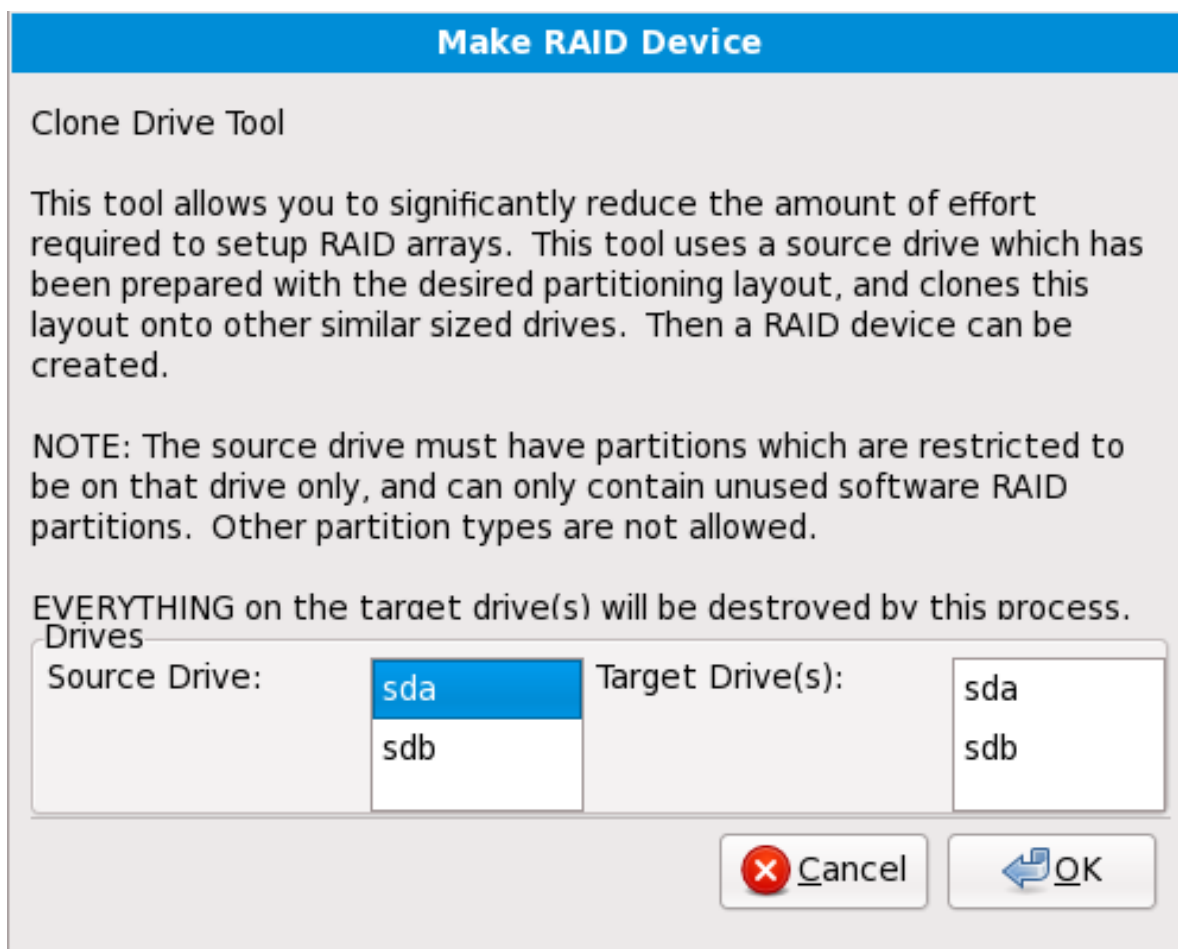 Make RAID Device
Clone Drive Tool
This tool allows you to significantly reduce the amount of effort
required to setup RAID arrays.  This tool uses a source drive which has
been prepared with the desired partitioning layout, and clones this
layout onto other similar sized drives.  Then a RAID device can be
created.
NOTE: The source drive must have partitions which are restricted to
be on that drive only, and can only contain unused software RAID
partitions.  Other partition types are not allowed.
EVERYTHING on the target drive(s) will be destroyed by this process.
Drives
Source Drive:
sda
sdb
Target Drive(s):
sda
sdb
Cancel
OK